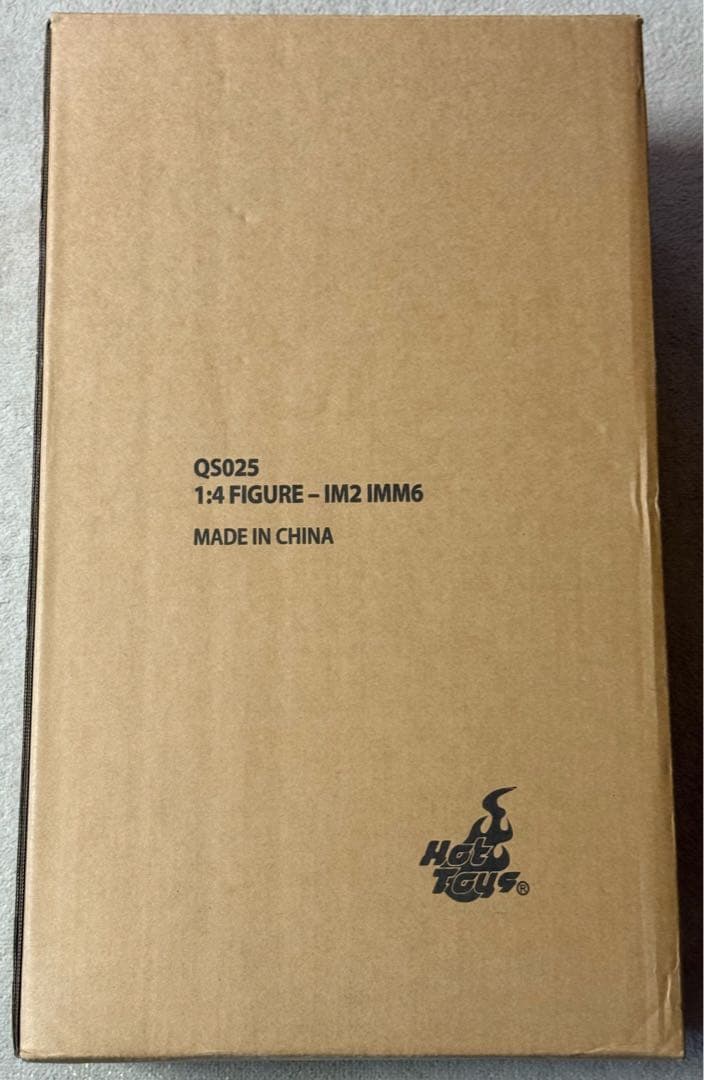 QS025
1:4 FIGURE – IM2 IMM6
MADE IN CHINA
Hot
Toys®